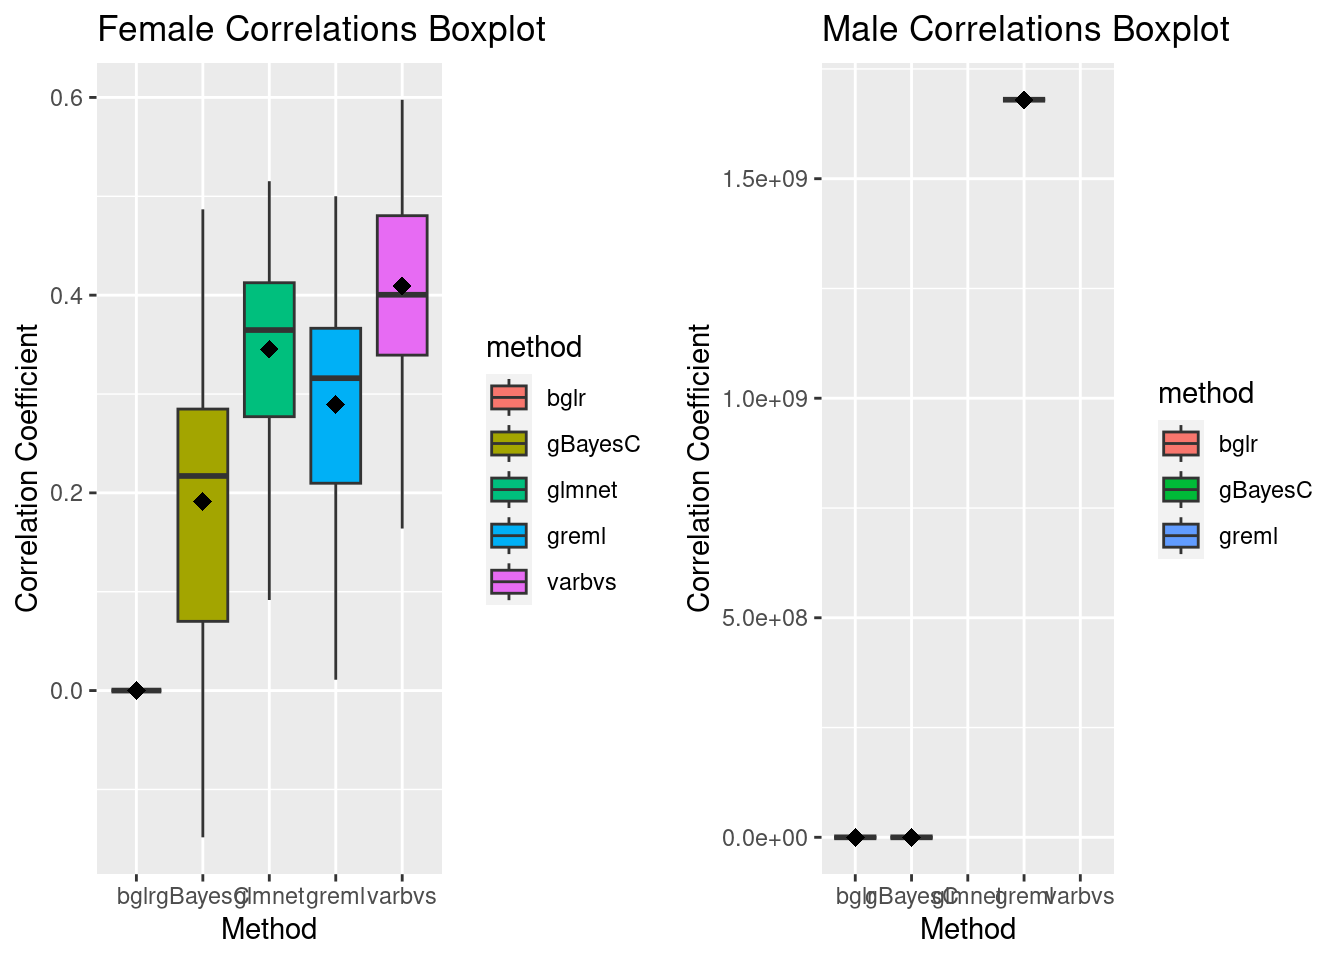 Female Correlations Boxplot
Correlation Coefficient
0.6
0.4
0.2
0.0
bglr gBayesC glmnet greml varbvs
Method
method
bglr
gBayesC
glmnet
greml
varbvs
Male Correlations Boxplot
Correlation Coefficient
1.5e+09
1.0e+09
5.0e+08
0.0e+00
bglr gBayesC glmnet greml varbvs
Method
method
bglr
gBayesC
greml